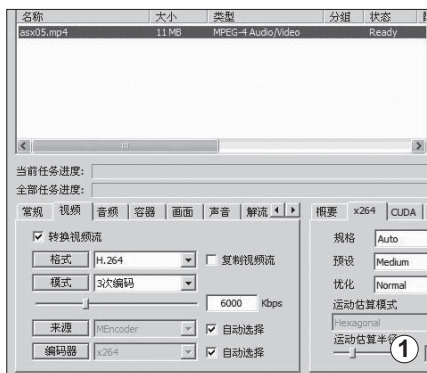 名称 大小 类型 分组 状态
asx05.mp4 11 MB MPEG-4 Audio/Video Ready
当前任务进度:
全部任务进度:
常规 视频 音频 容器 画面 声音 解流 概要 x264 CUDA
转换视频流 规格 Auto
格式 H.264 复制视频流 预设 Medium
模式 3次编码 优化 Normal
6000 Kbps 运动估算模式
来源 MEncoder 自动选择 Hexagonal
编码器 x264 自动选择 运动估算半径 1